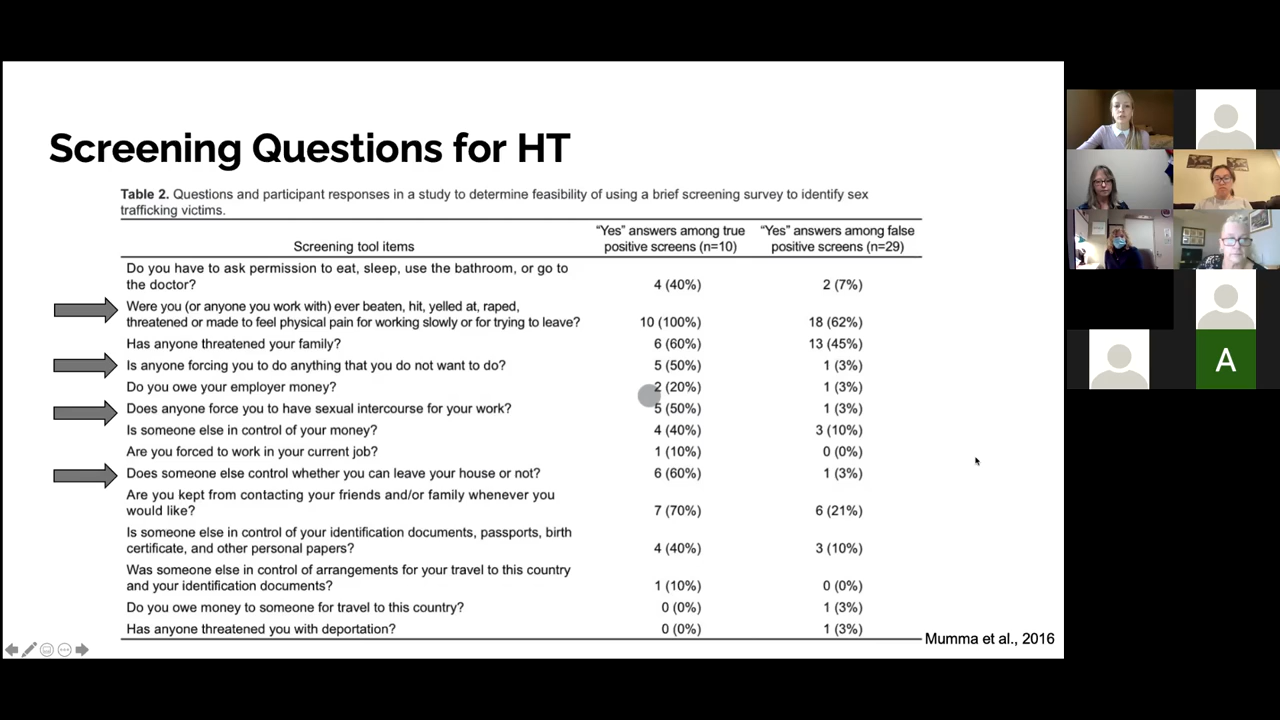 Screening Questions for HT
Table 2. Questions and participant responses in a study to determine feasibility of using a brief screening survey to identify sex
trafficking victims.
Screening tool items
“Yes” answers among true
positive screens (n=10)
“Yes” answers among false
positive screens (n=29)
Do you have to ask permission to eat, sleep, use the bathroom, or go to
the doctor? 4 (40%) 2 (7%)
Were you (or anyone you work with) ever beaten, hit, yelled at, raped,
threatened or made to feel physical pain for working slowly or for trying to leave? 10 (100%) 18 (62%)
Has anyone threatened your family? 6 (60%) 13 (45%)
Is anyone forcing you to do anything that you do not want to do? 5 (50%) 1 (3%)
Do you owe your employer money? 2 (20%) 1 (3%)
Does anyone force you to have sexual intercourse for your work? 5 (50%) 1 (3%)
Is someone else in control of your money? 4 (40%) 3 (10%)
Are you forced to work in your current job? 1 (10%) 0 (0%)
Does someone else control whether you can leave your house or not? 6 (60%) 1 (3%)
Are you kept from contacting your friends and/or family whenever you
would like? 7 (70%) 6 (21%)
Is someone else in control of your identification documents, passports, birth
certificate, and other personal papers? 4 (40%) 3 (10%)
Was someone else in control of arrangements for your travel to this country
and your identification documents? 1 (10%) 0 (0%)
Do you owe money to someone for travel to this country? 0 (0%) 1 (3%)
Has anyone threatened you with deportation? 0 (0%) 1 (3%)
Mumma et al., 2016
A